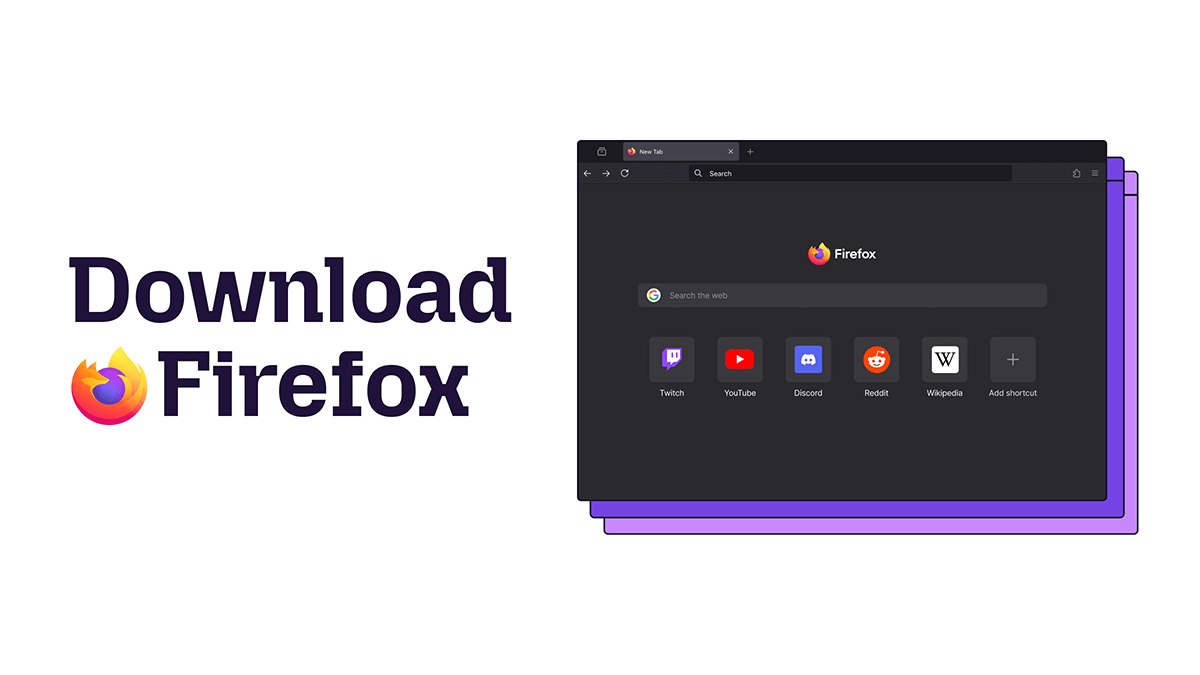 Download
Firefox
New Tab
Search
Firefox
Search the web
Twitch
YouTube
Discord
Reddit
W
Wikipedia
Add shortcut